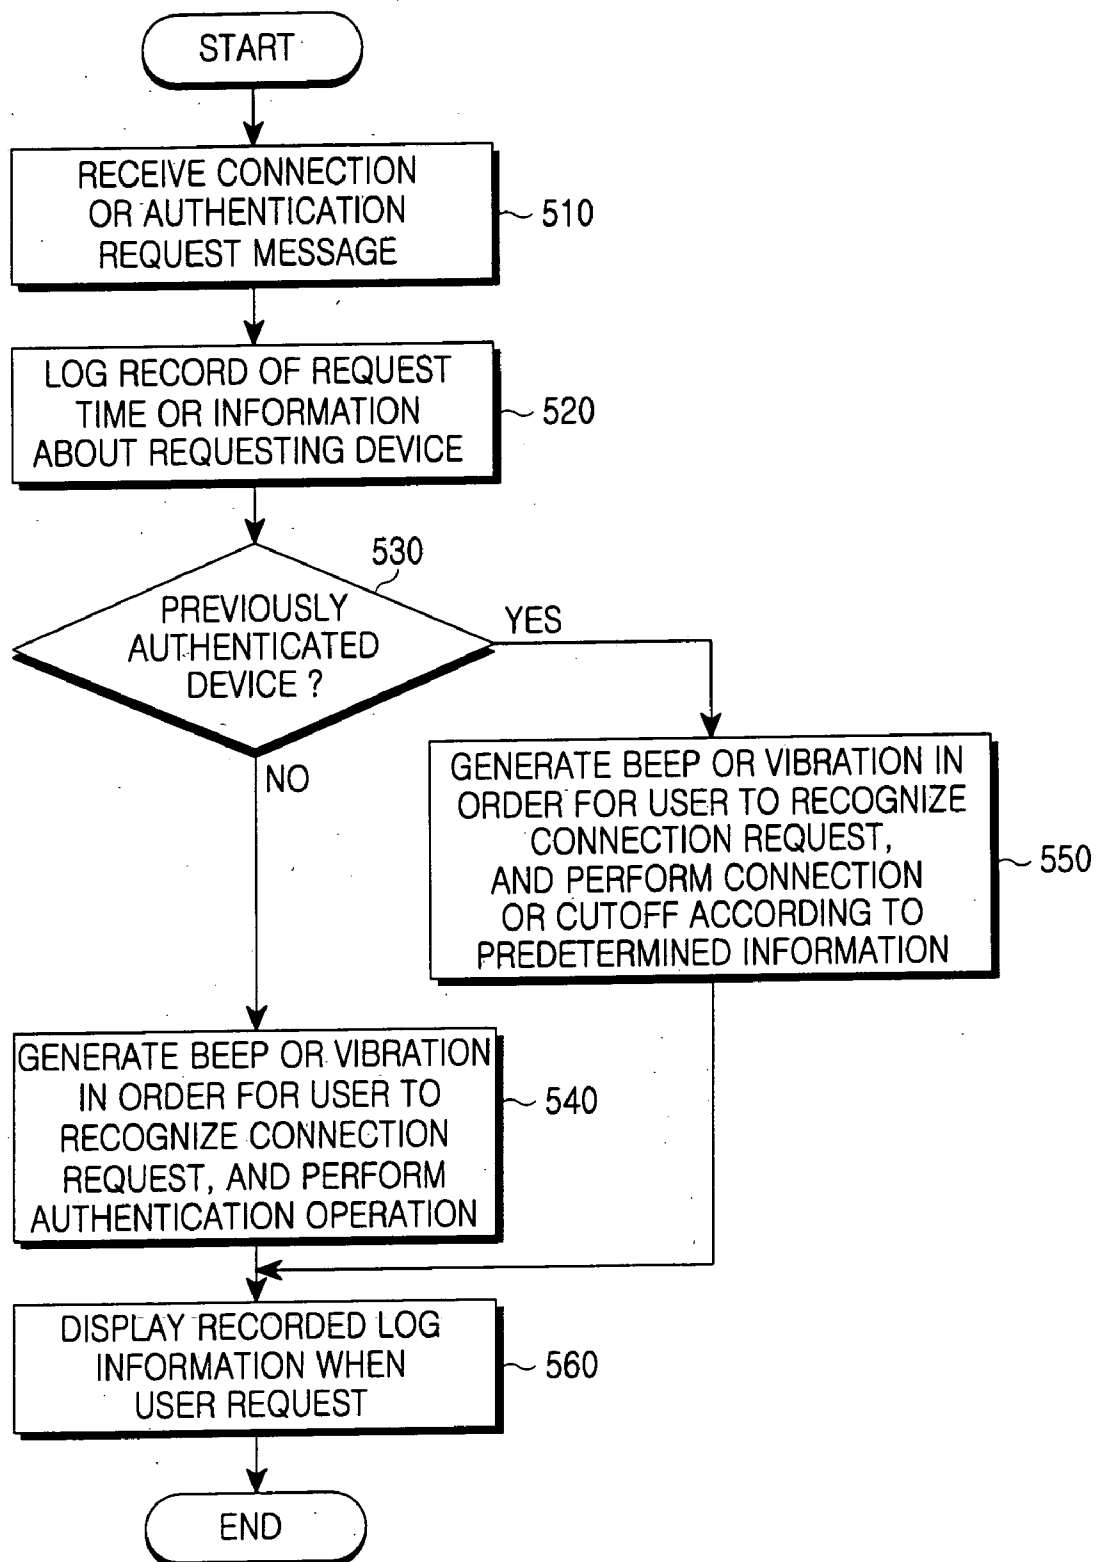 START
RECEIVE CONNECTION
OR AUTHENTICATION
REQUEST MESSAGE
510
LOG RECORD OF REQUEST
TIME OR INFORMATION
ABOUT REQUESTING DEVICE
520
530
PREVIOUSLY
AUTHENTICATED
DEVICE ?
YES
NO
GENERATE BEEP OR VIBRATION IN
ORDER FOR USER TO RECOGNIZE
CONNECTION REQUEST,
AND PERFORM CONNECTION
OR CUTOFF ACCORDING TO
PREDETERMINED INFORMATION
550
GENERATE BEEP OR VIBRATION
IN ORDER FOR USER TO
RECOGNIZE CONNECTION
REQUEST, AND PERFORM
AUTHENTICATION OPERATION
540
DISPLAY RECORDED LOG
INFORMATION WHEN
USER REQUEST
560
END